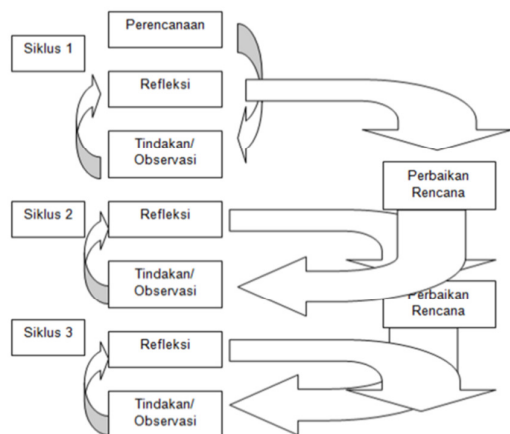 Perencanaan
Siklus 1
Refleksi
Tindakan/
Observasi
Perbaikan
Rencana
Siklus 2
Refleksi
Tindakan/
Observasi
Perbaikan
Rencana
Siklus 3
Refleksi
Tindakan/
Observasi